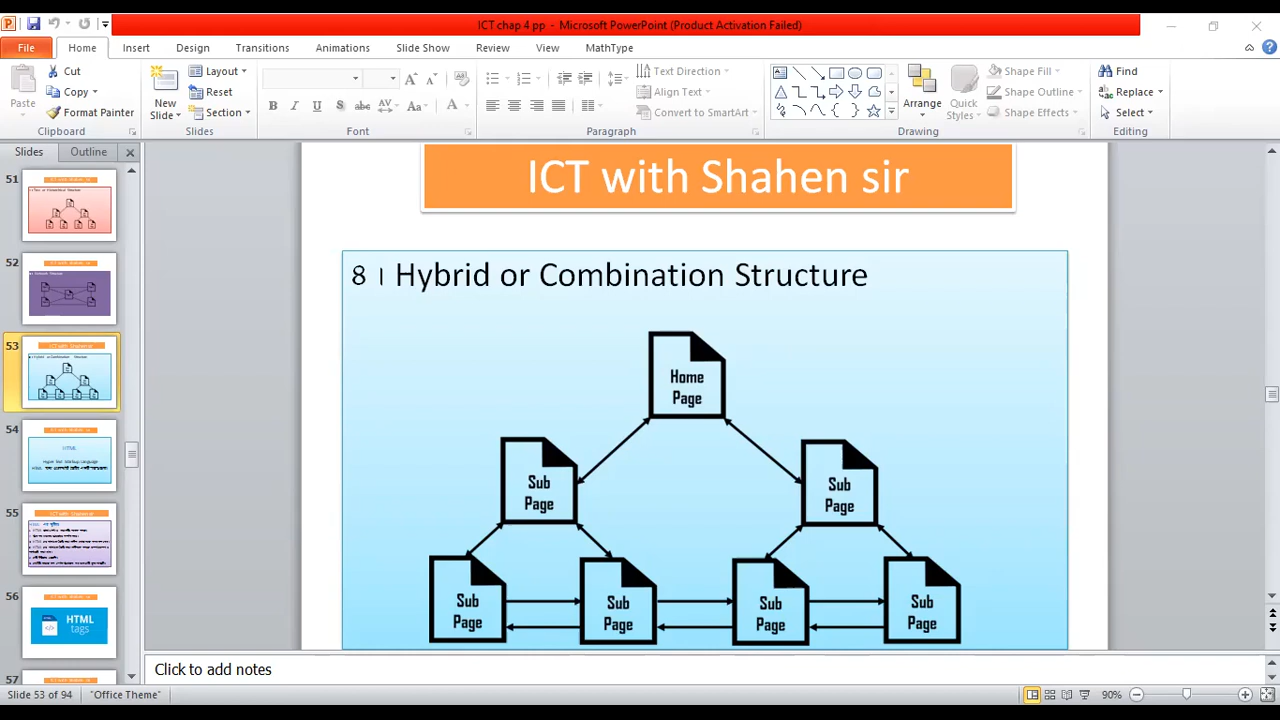 ICT chap 4 pp - Microsoft PowerPoint (Product Activation Failed)
File Home Insert Design Transitions Animations Slide Show Review View MathType
Paste
Cut
Copy
Format Painter
Clipboard
New
Slide
Layout
Reset
Section
Slides
B I U S abc AV Aa A
Font
Text Direction
Align Text
Convert to SmartArt
Paragraph
Arrange
Quick
Styles
Shape Fill
Shape Outline
Shape Effects
Drawing
Find
Replace
Select
Editing
Slides Outline
51
52
53
54
HTML
55
56
HTML
tags
57
ICT with Shahen sir
৪। Hybrid or Combination Structure
Home
Page
Sub
Page
Sub
Page
Sub
Page
Sub
Page
Sub
Page
Sub
Page
Click to add notes
Slide 53 of 94 "Office Theme" 90%